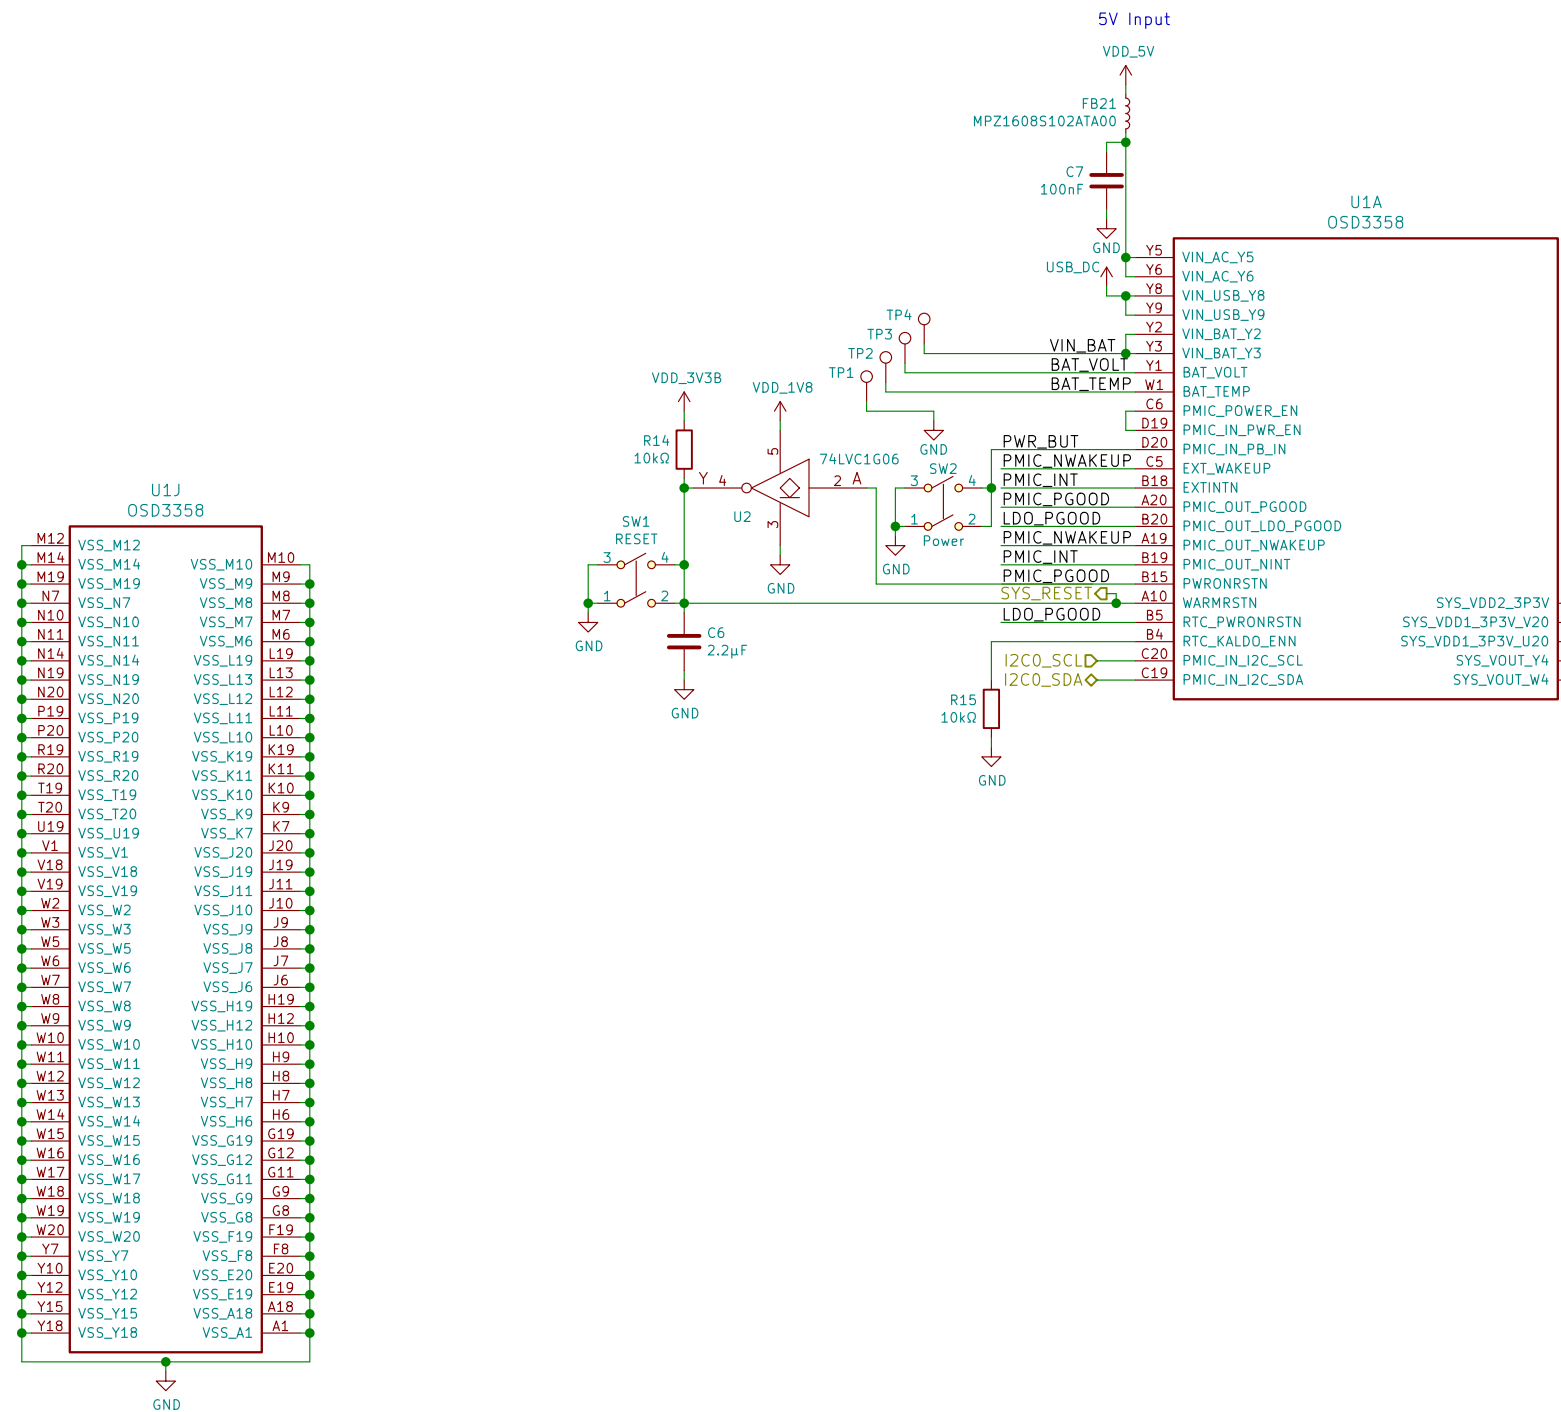 5V Input
VDD_5V
FB21
MPZ1608S102ATA00
C7
100nF
GND
USB_DC
U1A
OSD3358
Y5 VIN_AC_Y5
Y6 VIN_AC_Y6
Y8 VIN_USB_Y8
Y9 VIN_USB_Y9
Y2 VIN_BAT_Y2
TP4 VIN_BAT Y3 VIN_BAT_Y3
TP3 BAT_VOLT Y1 BAT_VOLT
TP2 BAT_TEMP W1 BAT_TEMP
TP1
GND
C6 PMIC_POWER_EN
D19 PMIC_IN_PWR_EN
PWR_BUT D20 PMIC_IN_PB_IN
PMIC_NWAKEUP C5 EXT_WAKEUP
PMIC_INT B18 EXTINTN
PMIC_PGOOD A20 PMIC_OUT_PGOOD
LDO_PGOOD B20 PMIC_OUT_LDO_PGOOD
PMIC_NWAKEUP A19 PMIC_OUT_NWAKEUP
PMIC_INT B19 PMIC_OUT_NINT
PMIC_PGOOD B15 PWRONRSTN
SYS_RESET A10 WARMRSTN SYS_VDD2_3P3V
LDO_PGOOD B5 RTC_PWRONRSTN SYS_VDD1_3P3V_V20
B4 RTC_KALDO_ENN SYS_VDD1_3P3V_U20
I2C0_SCL C20 PMIC_IN_I2C_SCL SYS_VOUT_Y4
I2C0_SDA C19 PMIC_IN_I2C_SDA SYS_VOUT_W4
R15
10kΩ
GND
SW2
3 4
1 2
Power
GND
VDD_3V3B
R14
10kΩ
VDD_1V8
5
74LVC1G06
Y 4 2 A
U2
3
GND
SW1
RESET
3 4
1 2
GND
C6
2.2µF
GND
U1J
OSD3358
M12 VSS_M12
M14 VSS_M14 VSS_M10 M10
M19 VSS_M19 VSS_M9 M9
N7 VSS_N7 VSS_M8 M8
N10 VSS_N10 VSS_M7 M7
N11 VSS_N11 VSS_M6 M6
N14 VSS_N14 VSS_L19 L19
N19 VSS_N19 VSS_L13 L13
N20 VSS_N20 VSS_L12 L12
P19 VSS_P19 VSS_L11 L11
P20 VSS_P20 VSS_L10 L10
R19 VSS_R19 VSS_K19 K19
R20 VSS_R20 VSS_K11 K11
T19 VSS_T19 VSS_K10 K10
T20 VSS_T20 VSS_K9 K9
U19 VSS_U19 VSS_K7 K7
V1 VSS_V1 VSS_J20 J20
V18 VSS_V18 VSS_J19 J19
V19 VSS_V19 VSS_J11 J11
W2 VSS_W2 VSS_J10 J10
W3 VSS_W3 VSS_J9 J9
W5 VSS_W5 VSS_J8 J8
W6 VSS_W6 VSS_J7 J7
W7 VSS_W7 VSS_J6 J6
W8 VSS_W8 VSS_H19 H19
W9 VSS_W9 VSS_H12 H12
W10 VSS_W10 VSS_H10 H10
W11 VSS_W11 VSS_H9 H9
W12 VSS_W12 VSS_H8 H8
W13 VSS_W13 VSS_H7 H7
W14 VSS_W14 VSS_H6 H6
W15 VSS_W15 VSS_G19 G19
W16 VSS_W16 VSS_G12 G12
W17 VSS_W17 VSS_G11 G11
W18 VSS_W18 VSS_G9 G9
W19 VSS_W19 VSS_G8 G8
W20 VSS_W20 VSS_F19 F19
Y7 VSS_Y7 VSS_F8 F8
Y10 VSS_Y10 VSS_E20 E20
Y12 VSS_Y12 VSS_E19 E19
Y15 VSS_Y15 VSS_A18 A18
Y18 VSS_Y18 VSS_A1 A1
GND